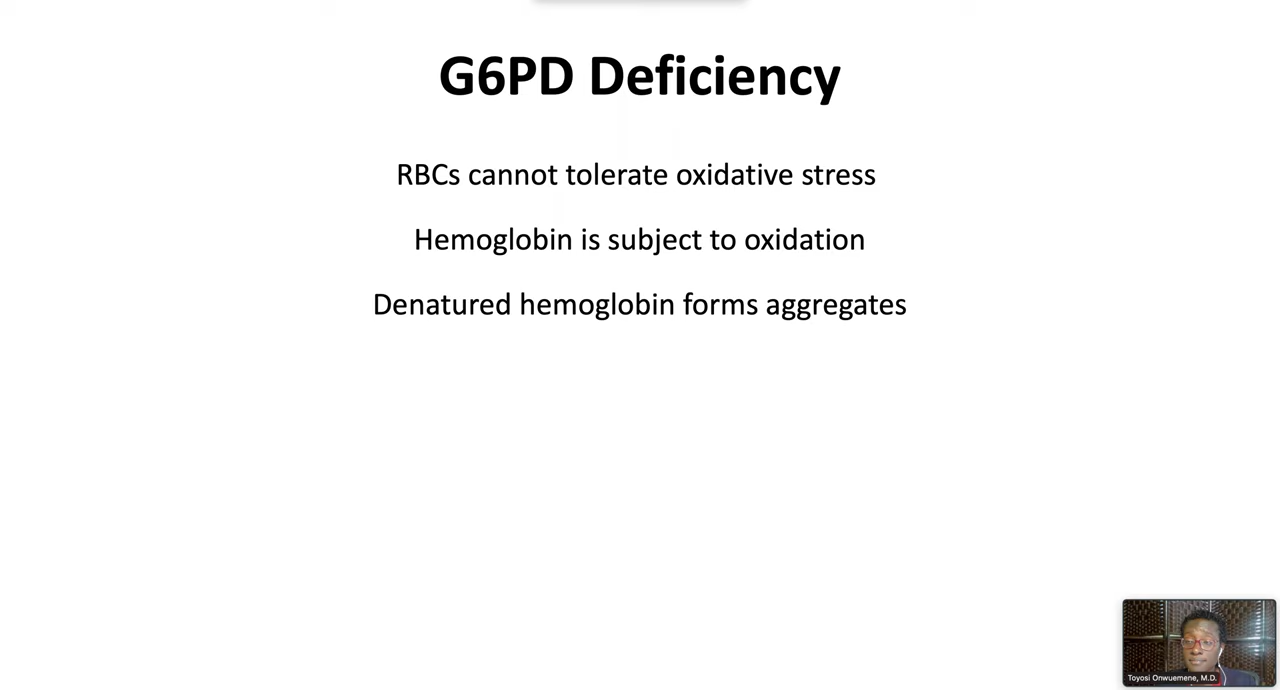 G6PD Deficiency
RBCs cannot tolerate oxidative stress
Hemoglobin is subject to oxidation
Denatured hemoglobin forms aggregates
Toyosi Onwuemene, M.D.